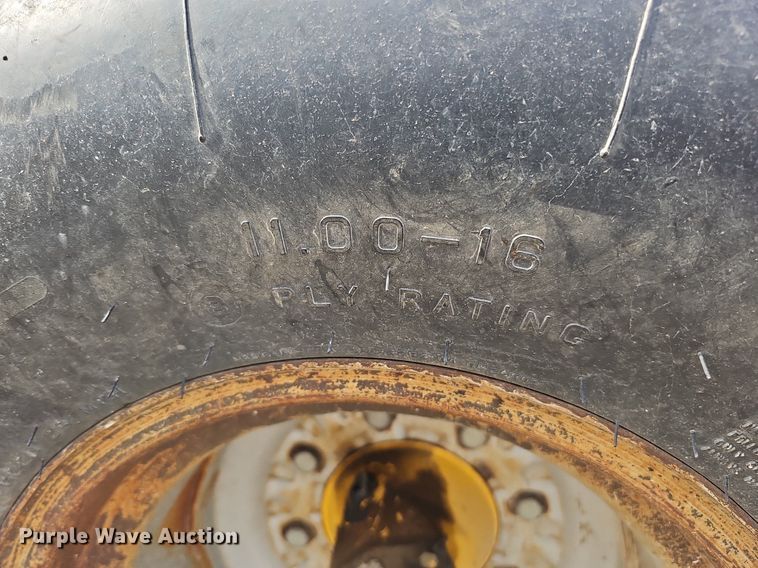 11.00-16
PLY RATING
Purple Wave Auction